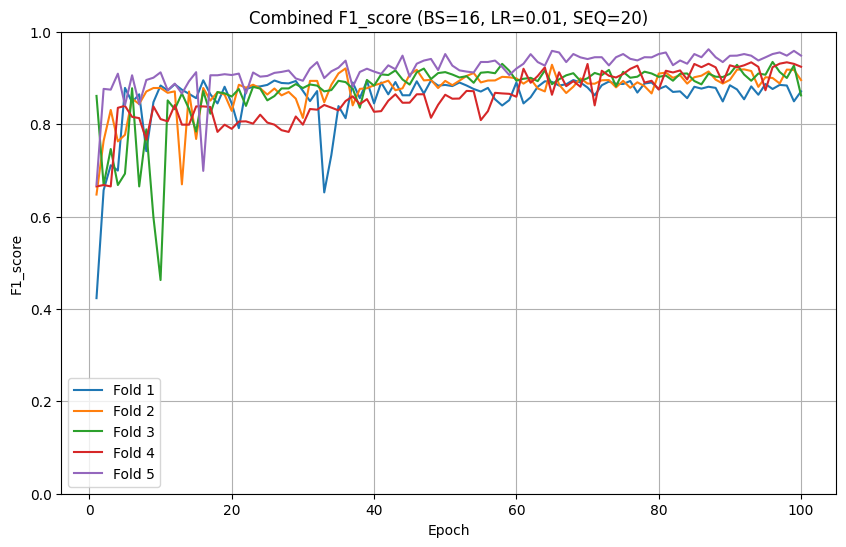 Combined F1_score (BS=16, LR=0.01, SEQ=20)
F1_score
1.0
0.8
0.6
0.4
0.2
0.0
Fold 1
Fold 2
Fold 3
Fold 4
Fold 5
0 20 40 60 80 100
Epoch